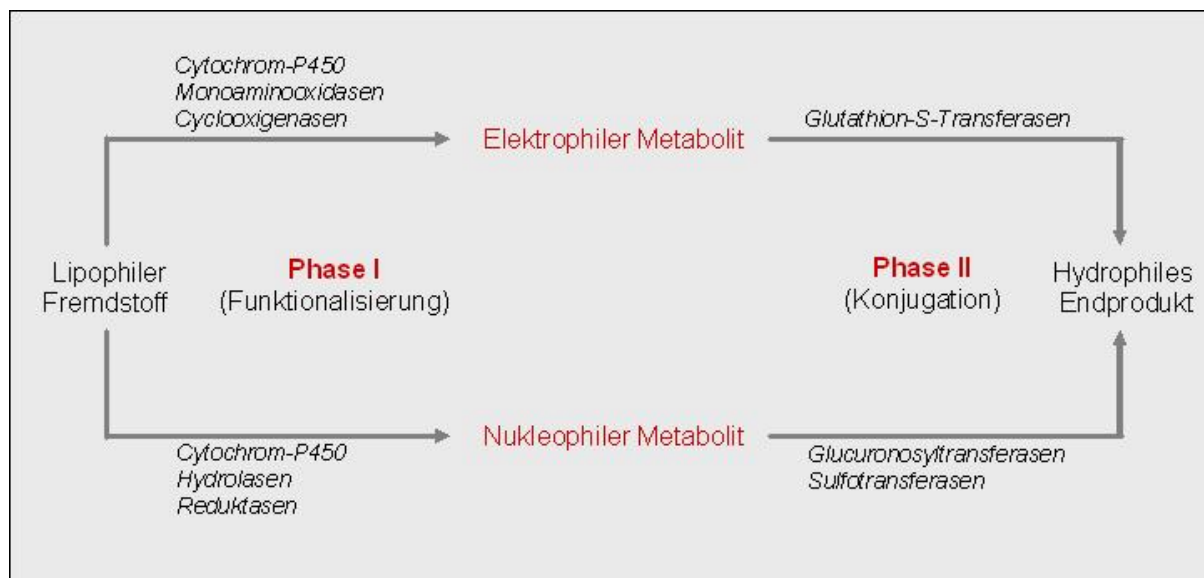 Cytochrom-P450
Monoaminooxidasen
Cyclooxigenasen
Elektrophiler Metabolit
Glutathion-S-Transferasen
Lipophiler
Fremdstoff
Phase I
(Funktionalisierung)
Phase II
(Konjugation)
Hydrophiles
Endprodukt
Nukleophiler Metabolit
Cytochrom-P450
Hydrolasen
Reduktasen
Glucuronosyltransferasen
Sulfotransferasen